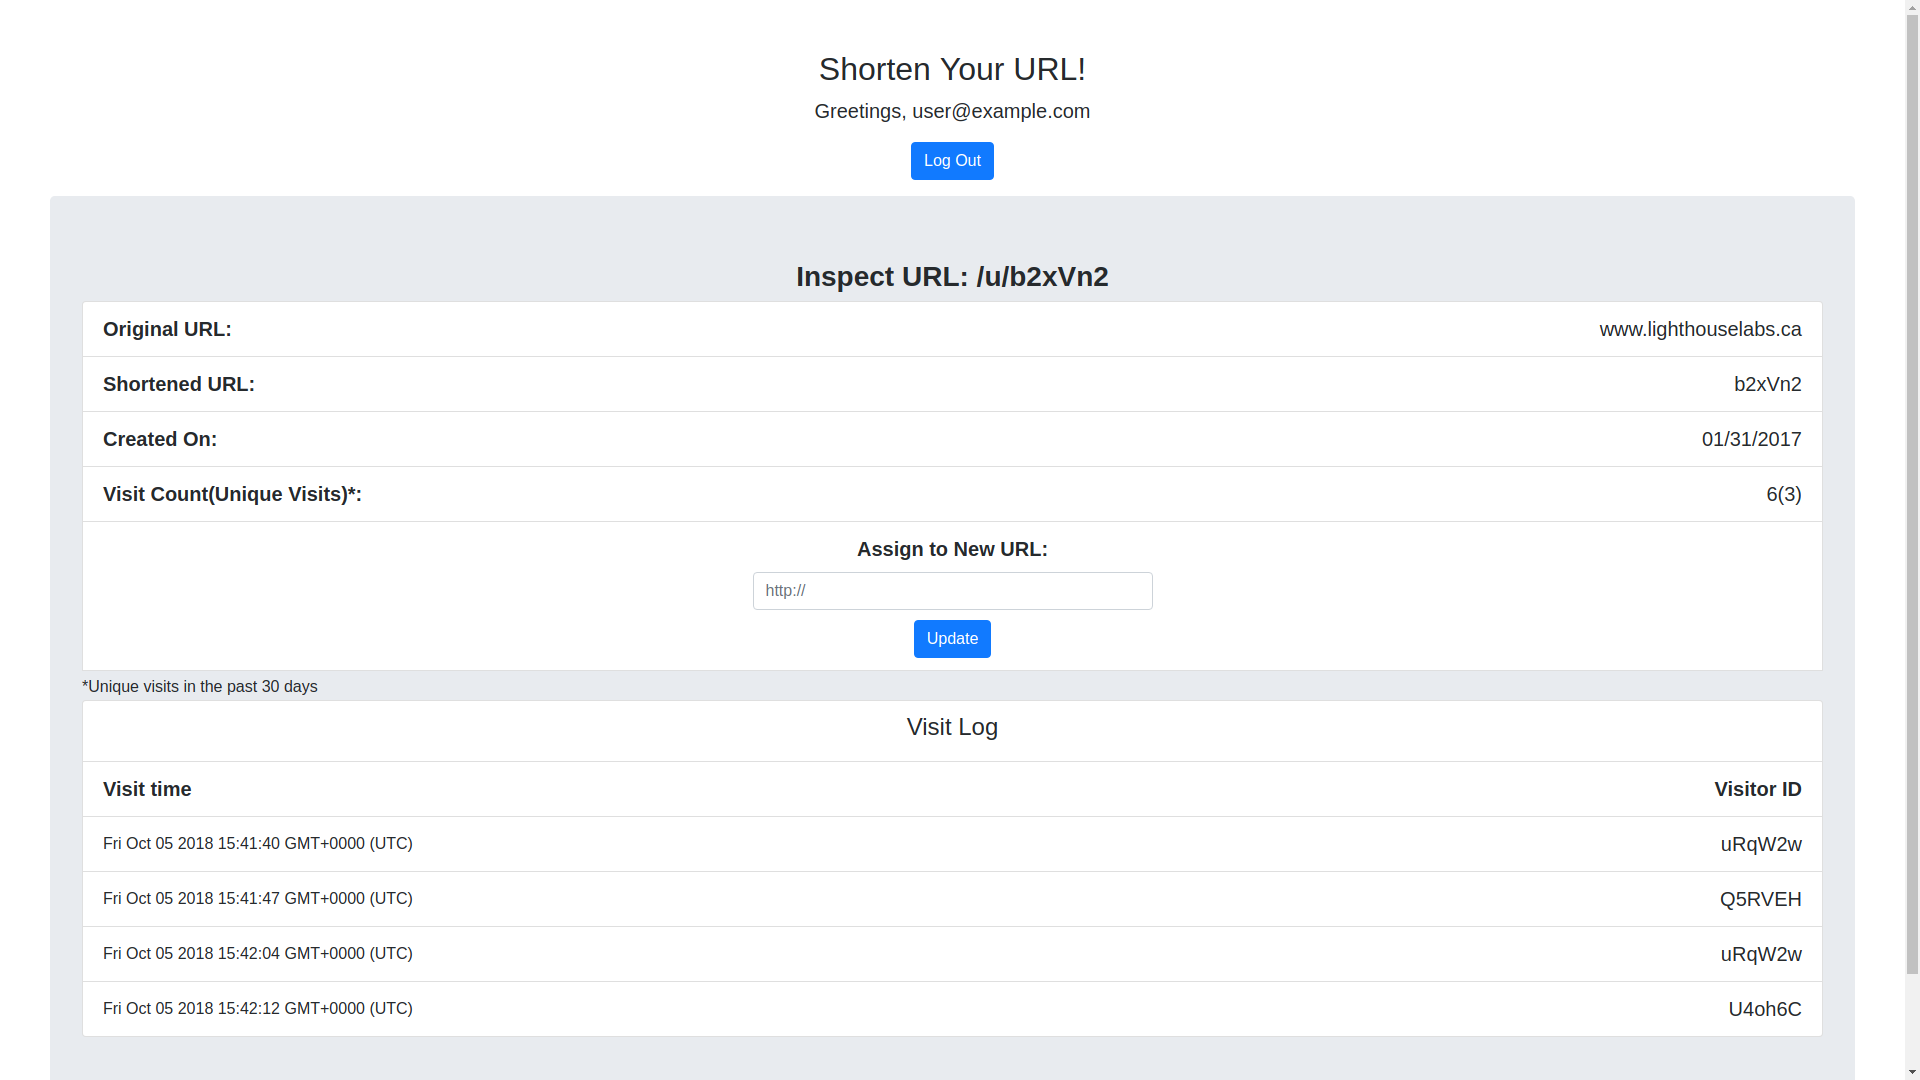 Shorten Your URL!
Greetings, user@example.com
Log Out
Inspect URL: /u/b2xVn2
Original URL: www.lighthouselabs.ca
Shortened URL: b2xVn2
Created On: 01/31/2017
Visit Count(Unique Visits)*: 6(3)
Assign to New URL:
http://
Update
*Unique visits in the past 30 days
Visit Log
Visit time Visitor ID
Fri Oct 05 2018 15:41:40 GMT+0000 (UTC) uRqW2w
Fri Oct 05 2018 15:41:47 GMT+0000 (UTC) Q5RVEH
Fri Oct 05 2018 15:42:04 GMT+0000 (UTC) uRqW2w
Fri Oct 05 2018 15:42:12 GMT+0000 (UTC) U4oh6C